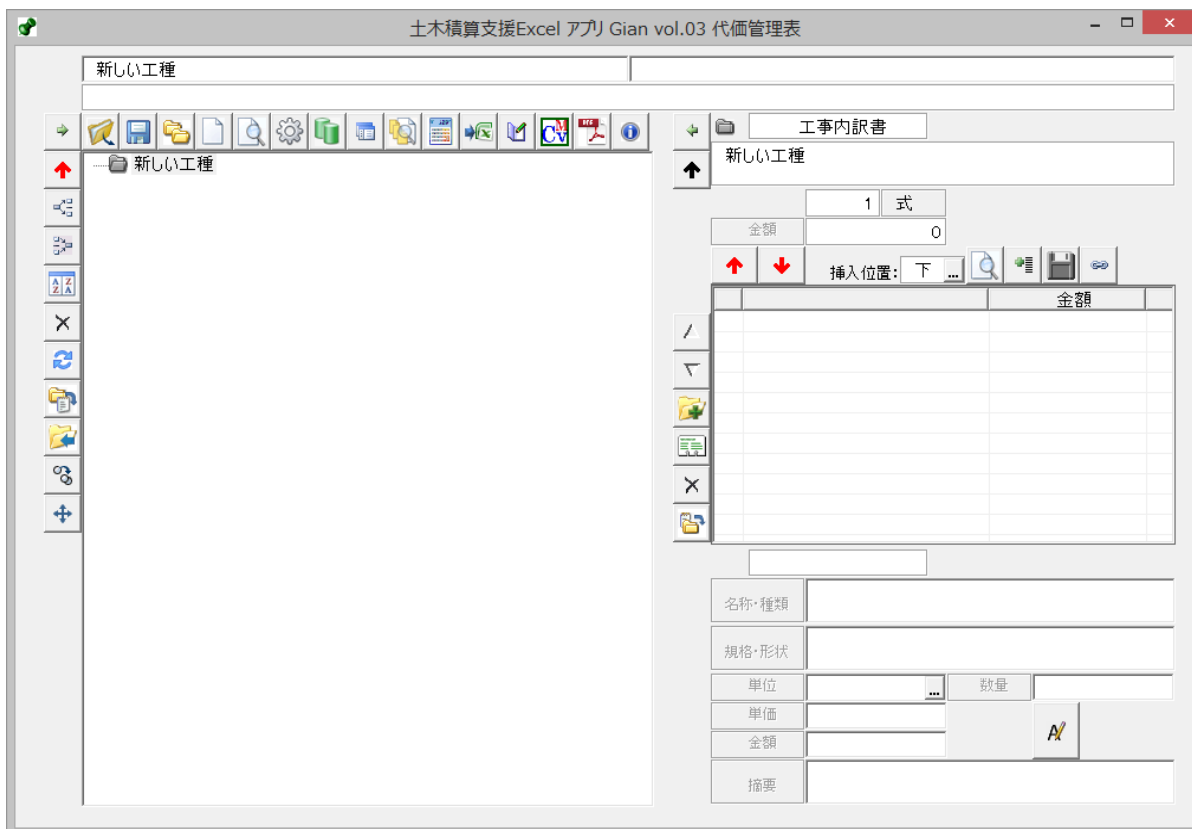 土木積算支援Excel アプリ Gian vol.03 代価管理表
新しい工種
工事内訳書
新しい工種
新しい工種
1 式
金額 0
挿入位置: 下 ...
金額
名称・種類
規格・形状
単位 ... 数量
単価
金額
摘要